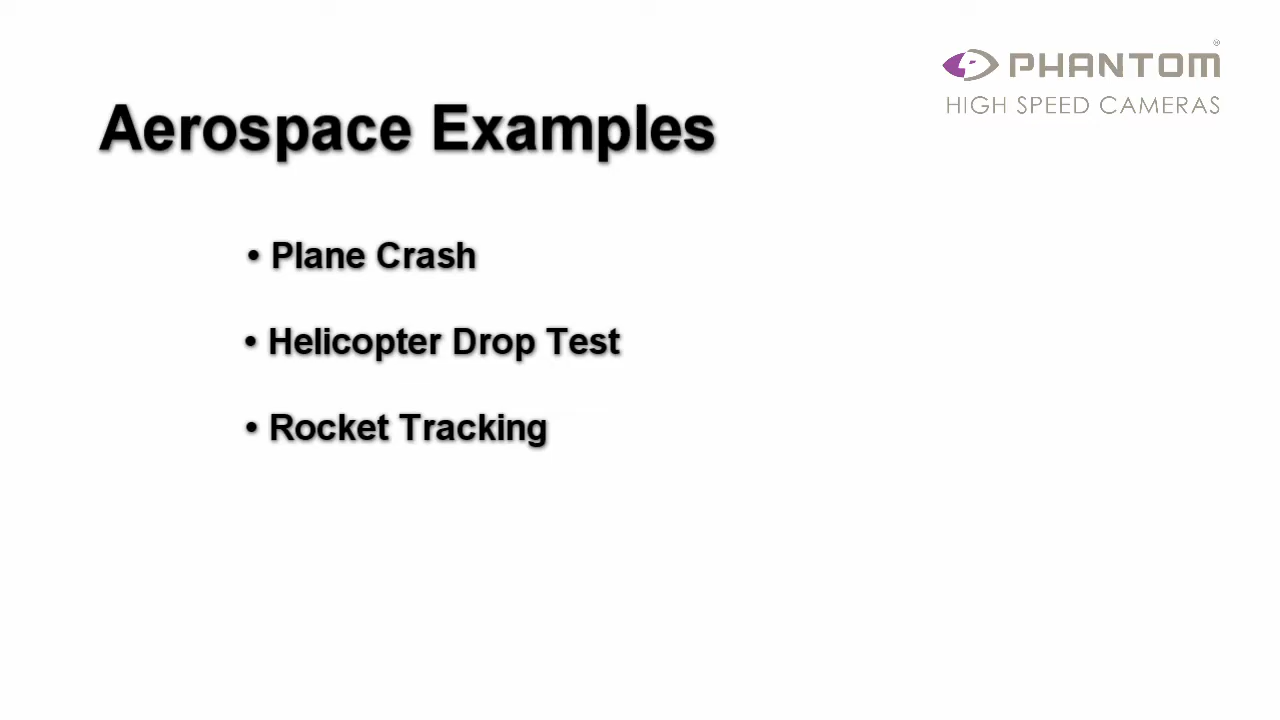 PHANTOM®
HIGH SPEED CAMERAS
Aerospace Examples
• Plane Crash
• Helicopter Drop Test
• Rocket Tracking